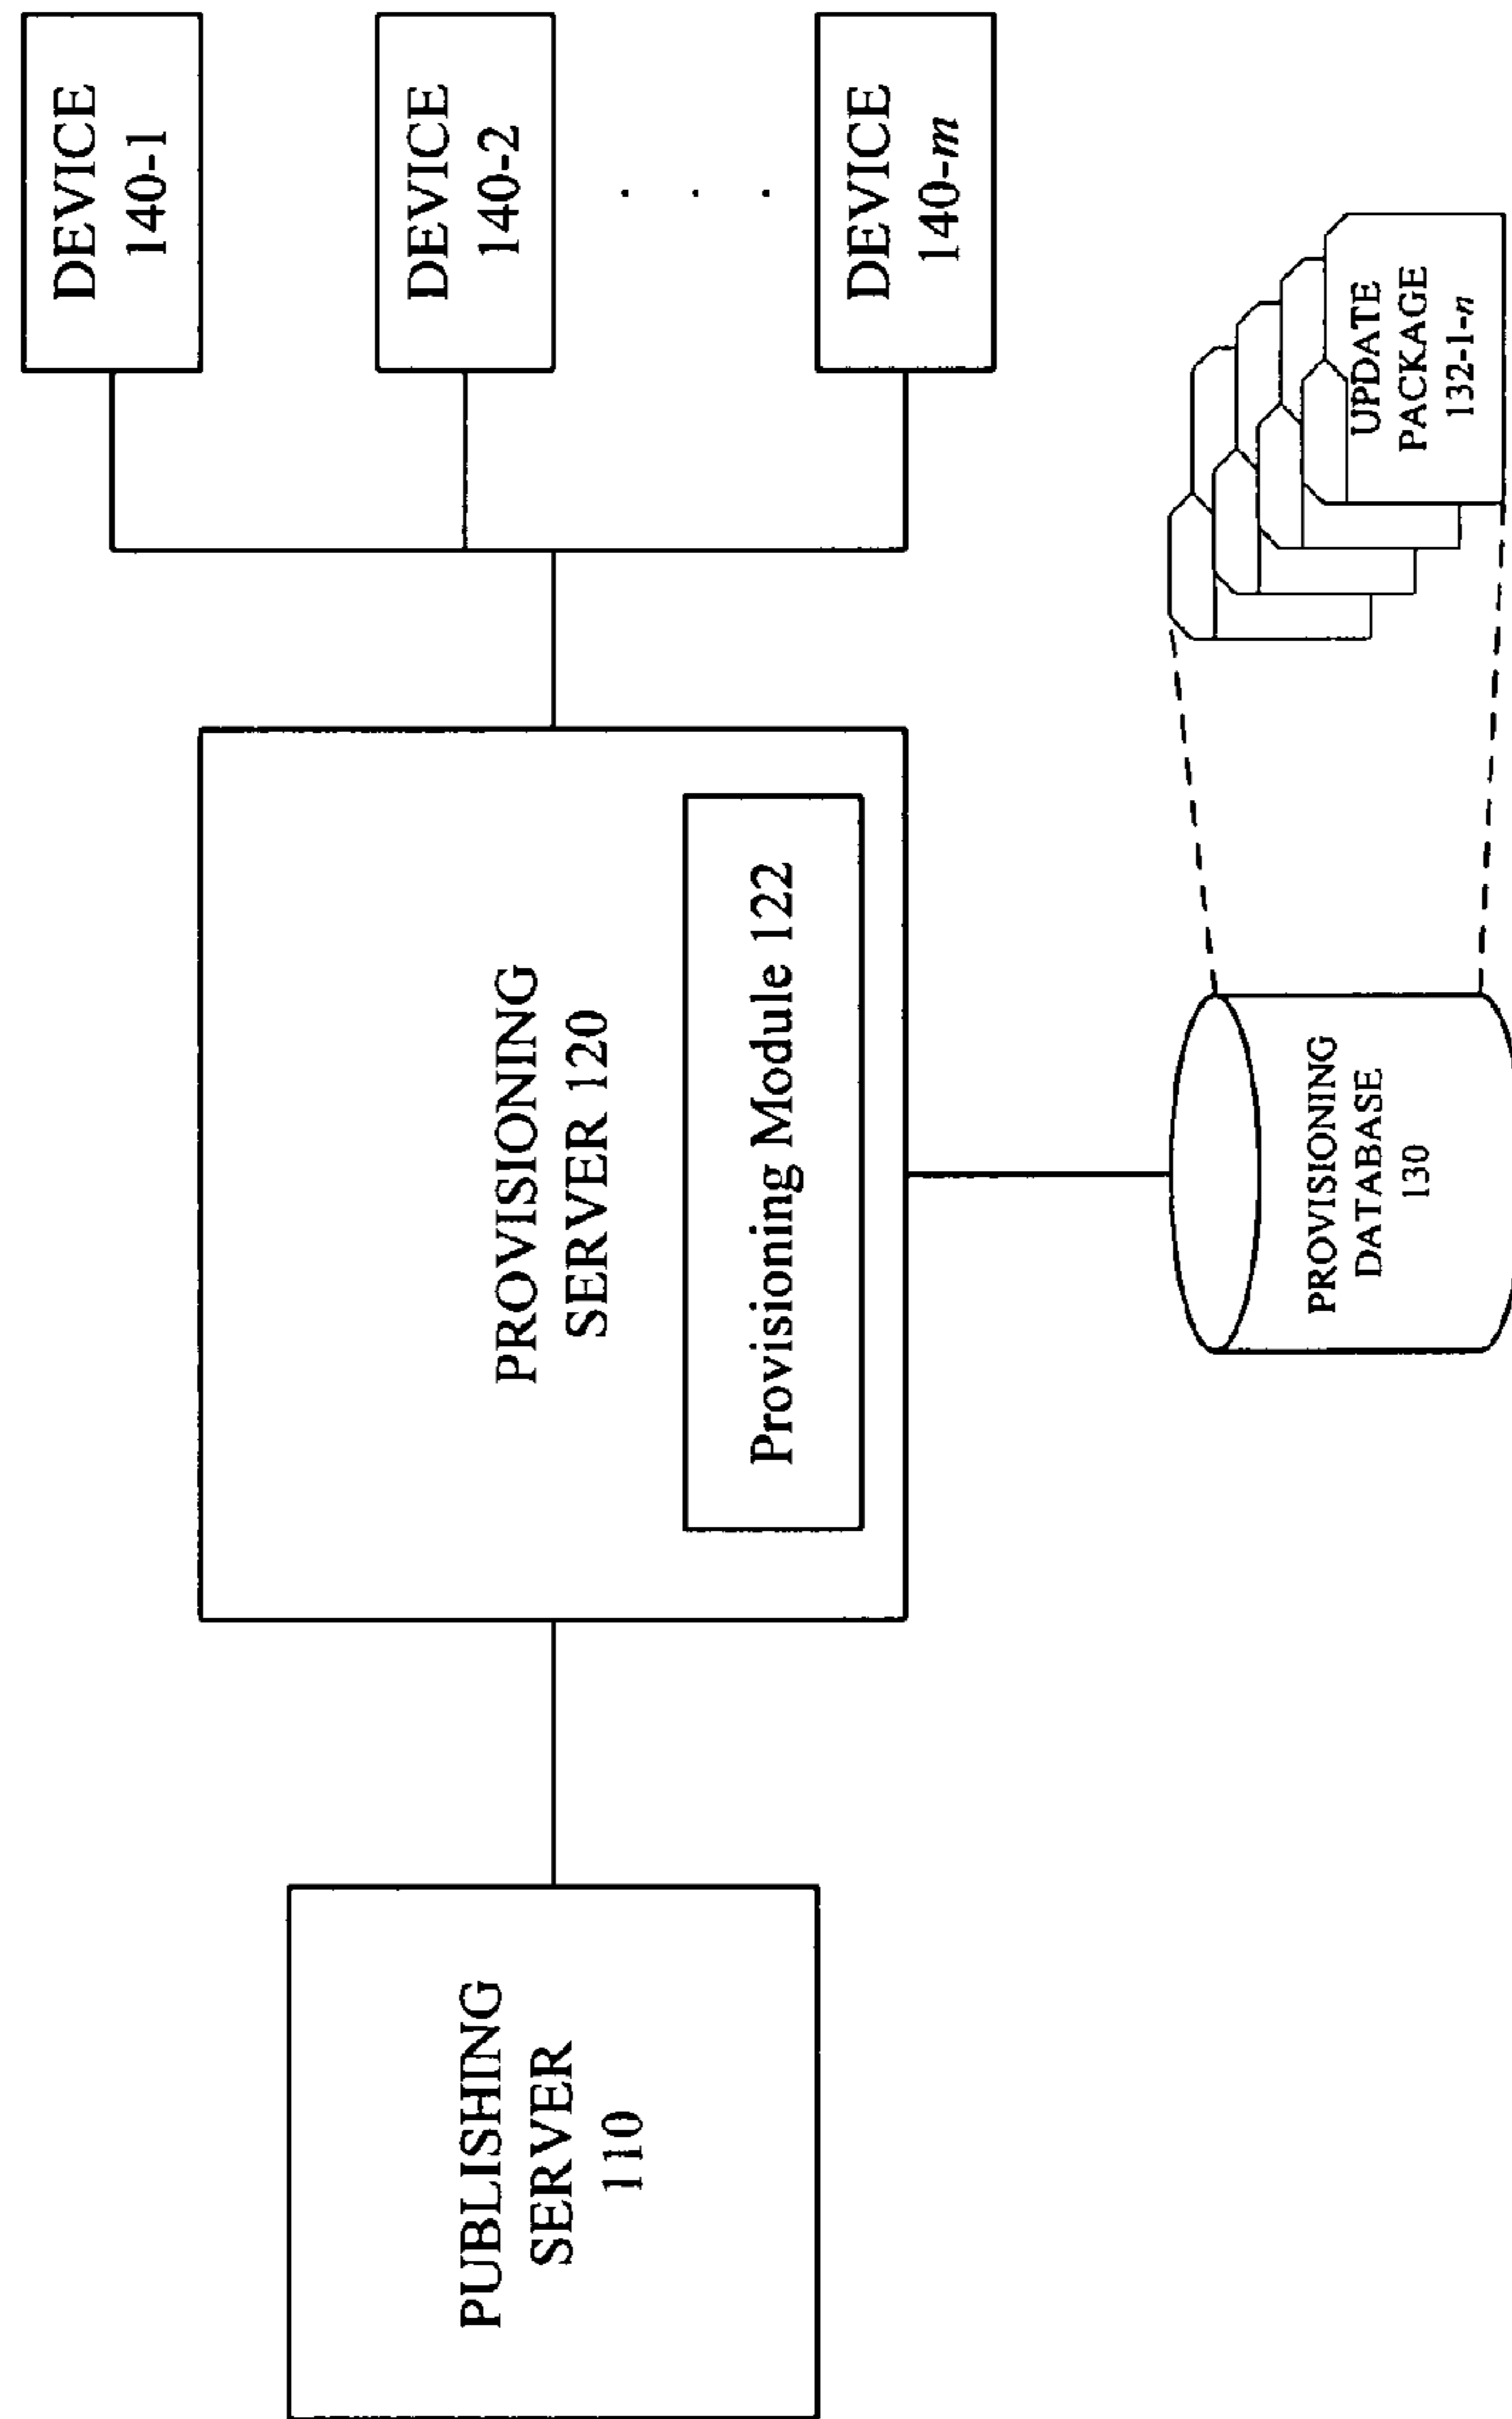 PUBLISHING
SERVER
110
PROVISIONING
SERVER 120
Provisioning Module 122
DEVICE
140-1
DEVICE
140-2
. . .
DEVICE
140-m
PROVISIONING
DATABASE
130
UPDATE
PACKAGE
132-1-n